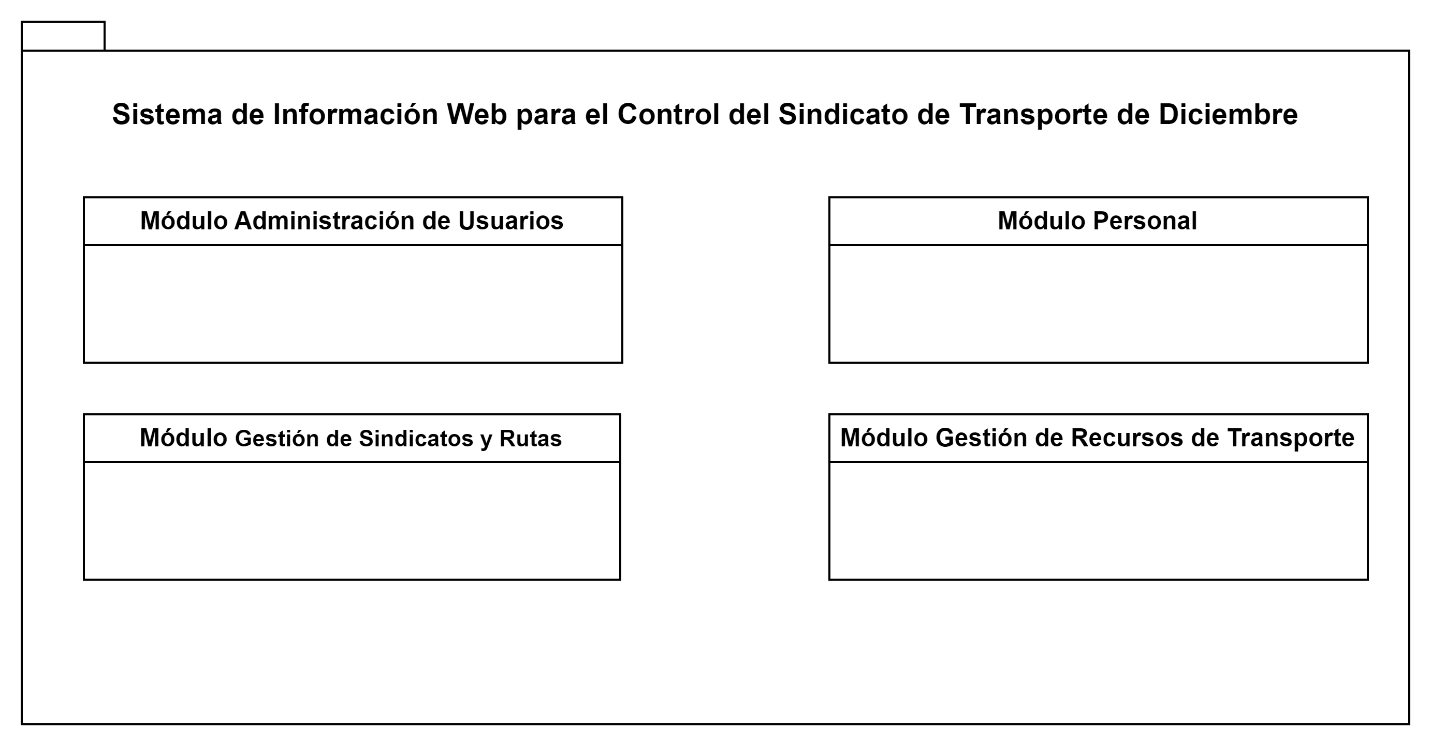 Sistema de Información Web para el Control del Sindicato de Transporte de Diciembre
Módulo Administración de Usuarios
Módulo Personal
Módulo Gestión de Sindicatos y Rutas
Módulo Gestión de Recursos de Transporte